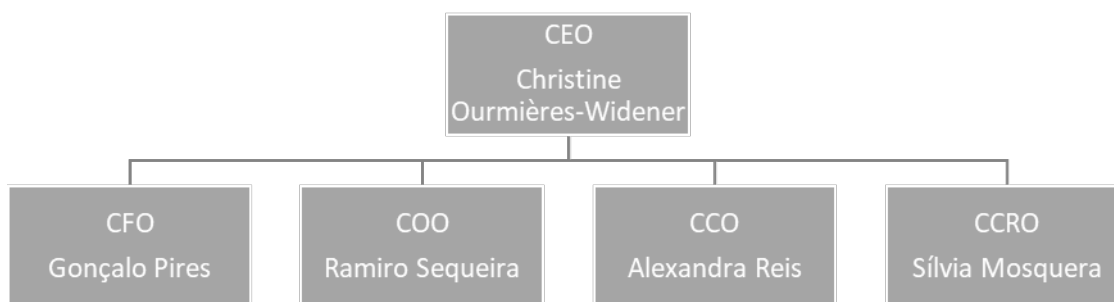 CEO
Christine
Ourmières-Widener
CFO
Gonçalo Pires
COO
Ramiro Sequeira
CCO
Alexandra Reis
CCRO
Sílvia Mosquera